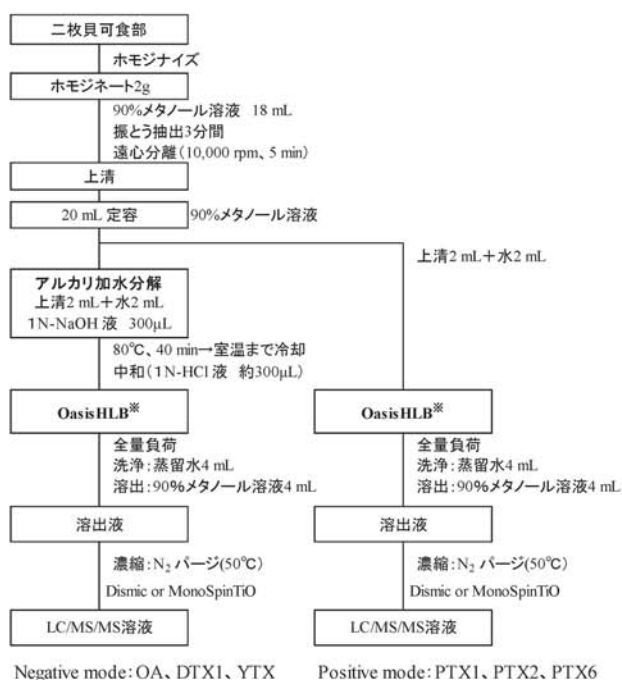 二枚貝可食部
ホモジナイズ
ホモジネート2g
90%メタノール溶液 18 mL
振とう抽出3分間
遠心分離(10,000 rpm、5 min)
上清
20 mL 定容
90%メタノール溶液
上清2 mL＋水2 mL
アルカリ加水分解
上清2 mL＋水2 mL
1N-NaOH 液 300μL
80℃、40 min→室温まで冷却
中和(1N-HCl 液 約300μL)
OasisHLB※
全量負荷
洗浄:蒸留水4 mL
溶出:90%メタノール溶液4 mL
溶出液
濃縮:N₂ パージ(50℃)
Dismic or MonoSpinTiO
LC/MS/MS溶液
Negative mode:OA、DTX1、YTX
OasisHLB※
全量負荷
洗浄:蒸留水4 mL
溶出:90%メタノール溶液4 mL
溶出液
濃縮:N₂ パージ(50℃)
Dismic or MonoSpinTiO
LC/MS/MS溶液
Positive mode:PTX1、PTX2、PTX6